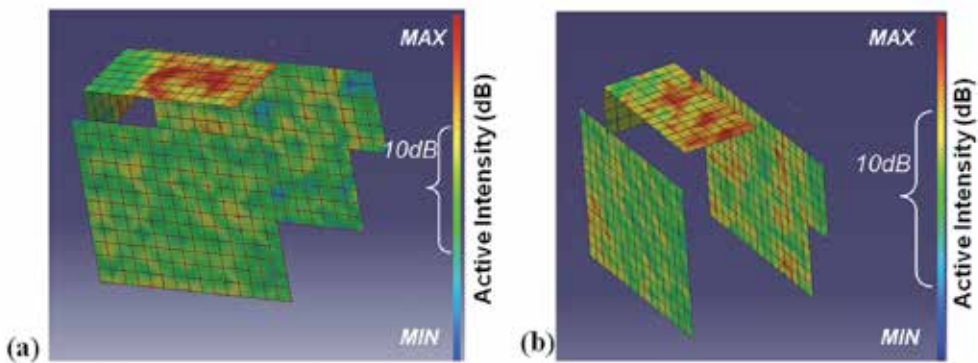 MAX
10dB
MIN
Active Intensity (dB)
(a)
MAX
10dB
MIN
Active Intensity (dB)
(b)